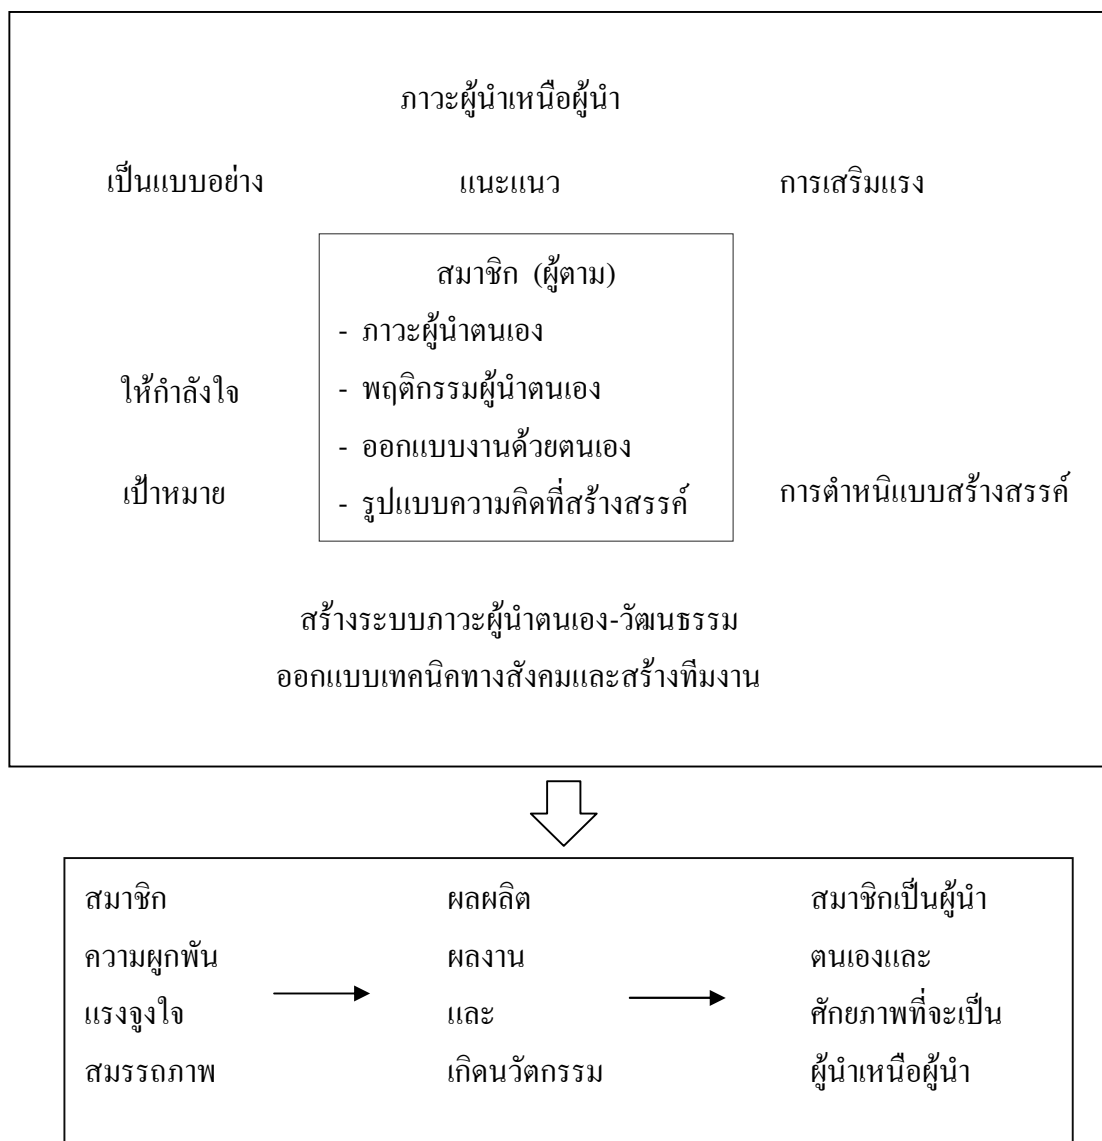 ภาวะผู้นำเหนือผู้นำ
เป็นแบบอย่าง แนะแนว การเสริมแรง
สมาชิก (ผู้ตาม)
- ภาวะผู้นำตนเอง
ให้กำลังใจ
- พฤติกรรมผู้นำตนเอง
- ออกแบบงานด้วยตนเอง
เป้าหมาย
- รูปแบบความคิดที่สร้างสรรค์
การตำหนิแบบสร้างสรรค์
สร้างระบบภาวะผู้นำตนเอง-วัฒนธรรม
ออกแบบเทคนิคทางสังคมและสร้างทีมงาน
สมาชิก
ความผูกพัน
แรงจูงใจ
สมรรถภาพ
ผลผลิต
ผลงาน
และ
เกิดนวัตกรรม
สมาชิกเป็นผู้นำ
ตนเองและ
ศักยภาพที่จะเป็น
ผู้นำเหนือผู้นำ